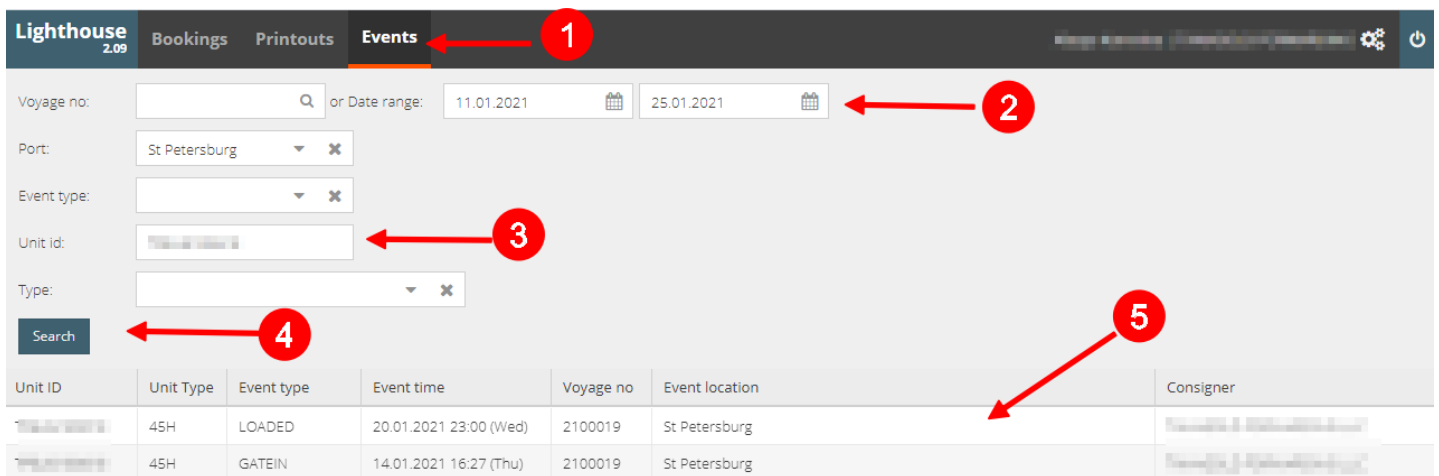 Lighthouse Bookings Printouts Events 1
2.09
Voyage no: or Date range: 11.01.2021 25.01.2021 2
Port: St Petersburg
Event type:
Unit id: 3
Type:
Search 4 5
Unit ID Unit Type Event type Event time Voyage no Event location Consigner
45H LOADED 20.01.2021 23:00 (Wed) 2100019 St Petersburg
45H GATEIN 14.01.2021 16:27 (Thu) 2100019 St Petersburg